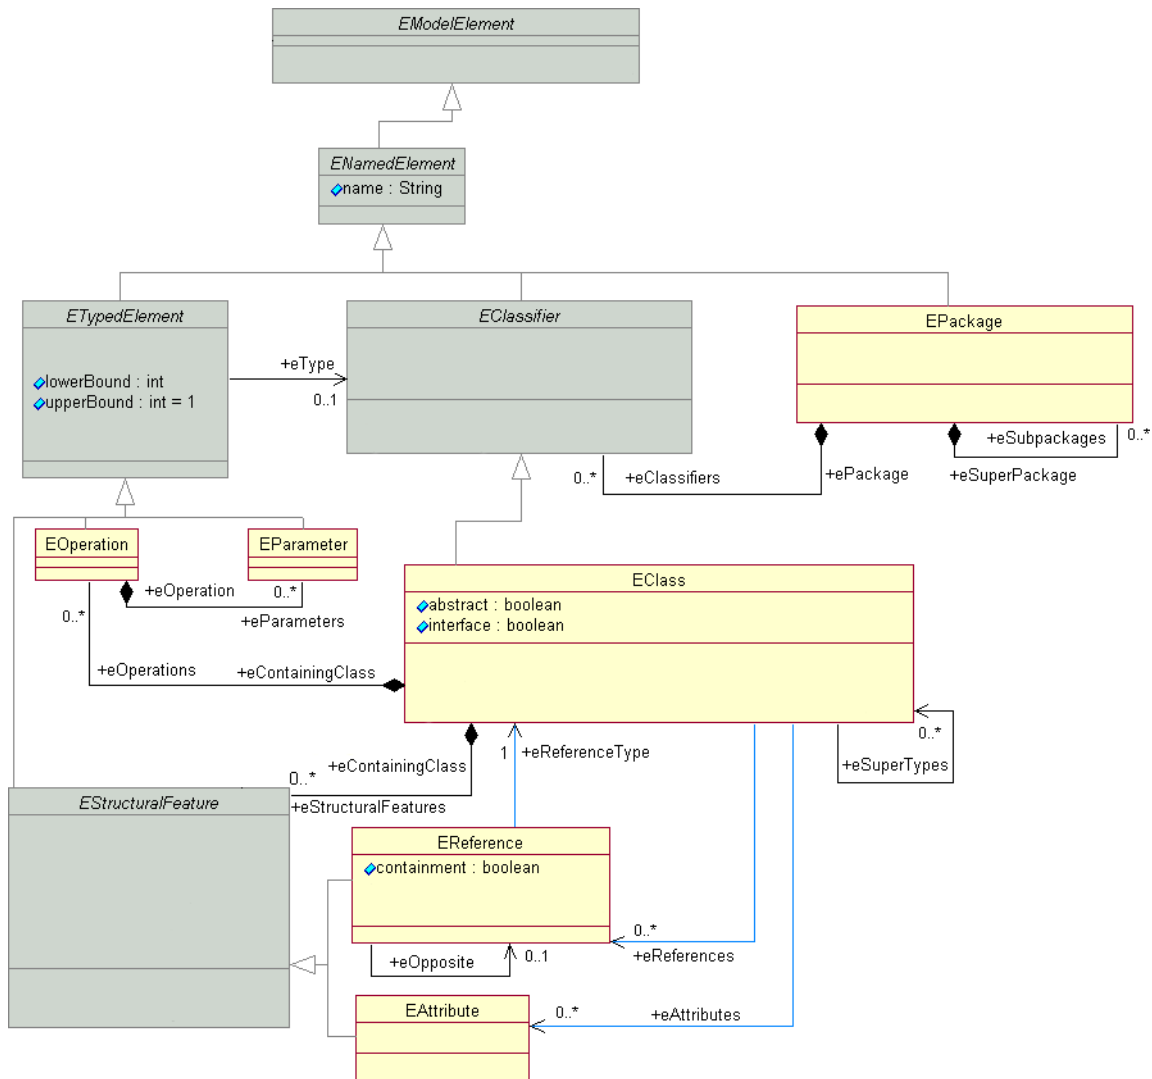 EModelElement
ENamedElement
name : String
ETypedElement
lowerBound : int
upperBound : int = 1
+eType
0..1
EClassifier
EPackage
+eSubpackages
0..*
+eSuperPackage
0..*
+eClassifiers
+ePackage
EOperation
EParameter
+eOperation
0..*
+eParameters
0..*
+eOperations
+eContainingClass
EClass
abstract : boolean
interface : boolean
0..*
+eSuperTypes
1
+eReferenceType
+eContainingClass
0..*
+eStructuralFeatures
EStructuralFeature
EReference
containment : boolean
0..*
+eReferences
+eOpposite
0..1
EAttribute
0..*
+eAttributes